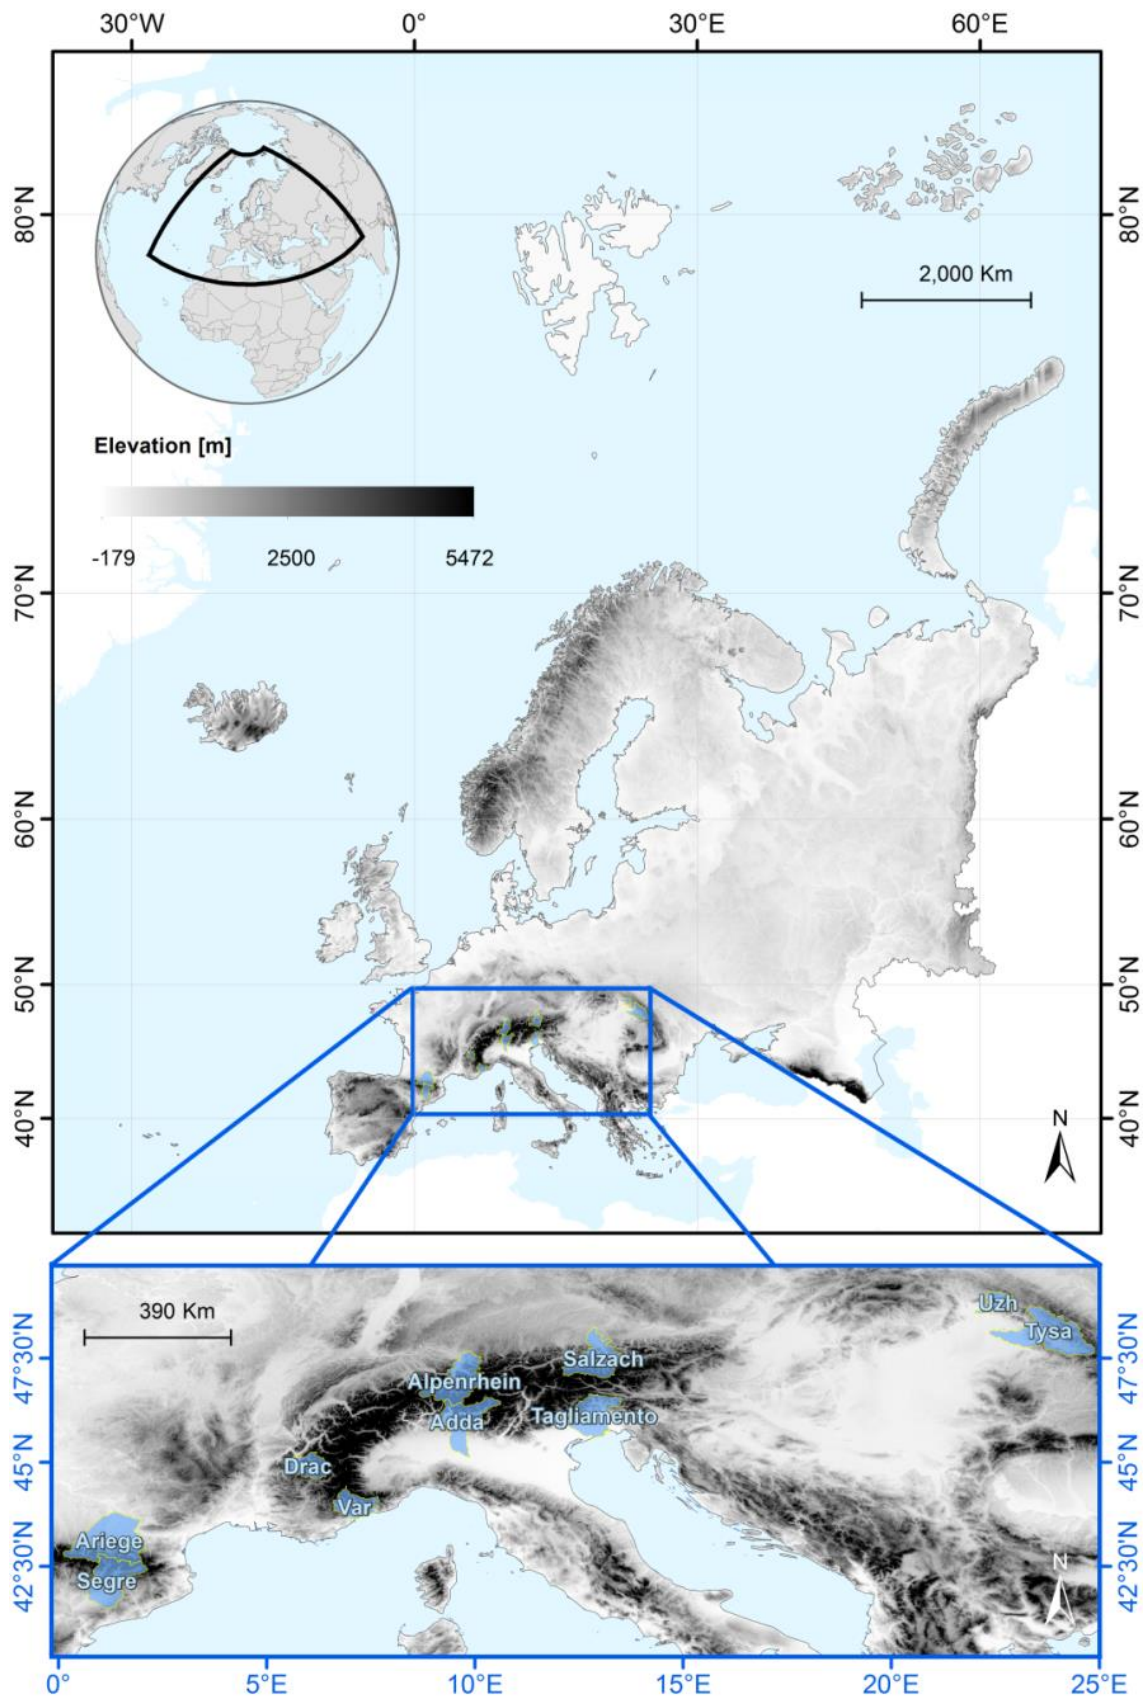 30°W 0° 30°E 60°E
80°N 80°N
2,000 Km
Elevation [m]
-179 2500 5472
70°N 70°N
60°N 60°N
50°N 50°N
40°N 40°N
N
390 Km
Uzh
Tysa
47°30'N 47°30'N
Salzach
Alpenrhein
Adda
Tagliamento
45°N 45°N
Drac
Var
Ariege
42°30'N 42°30'N
Segre
N
0° 5°E 10°E 15°E 20°E 25°E